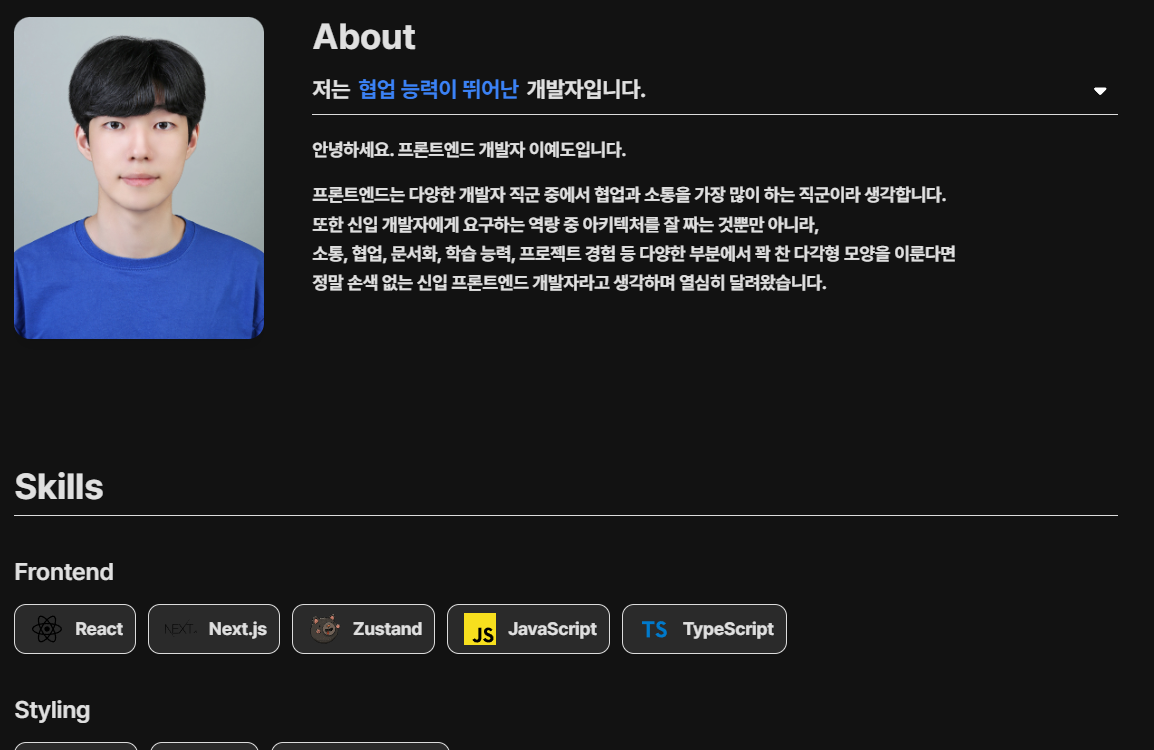 About
저는 협업 능력이 뛰어난 개발자입니다.
안녕하세요. 프론트엔드 개발자 이예도입니다.
프론트엔드는 다양한 개발자 직군 중에서 협업과 소통을 가장 많이 하는 직군이라 생각합니다.
또한 신입 개발자에게 요구하는 역량 중 아키텍처를 잘 짜는 것뿐만 아니라,
소통, 협업, 문서화, 학습 능력, 프로젝트 경험 등 다양한 부분에서 꽉 찬 다각형 모양을 이룬다면
정말 손색 없는 신입 프론트엔드 개발자라고 생각하며 열심히 달려왔습니다.
Skills
Frontend
React NEXT. Next.js Zustand JS JavaScript TS TypeScript
Styling